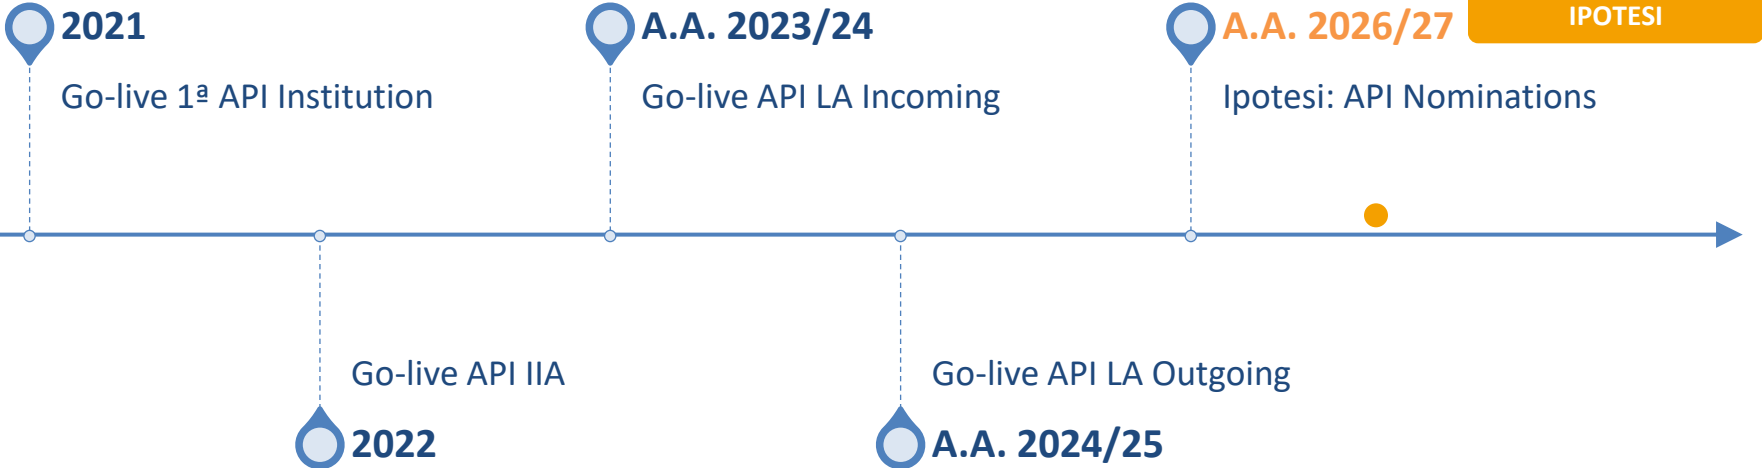 2021
Go-live 1ª API Institution
A.A. 2023/24
Go-live API LA Incoming
A.A. 2026/27
IPOTESI
Ipotesi: API Nominations
Go-live API IIA
2022
Go-live API LA Outgoing
A.A. 2024/25